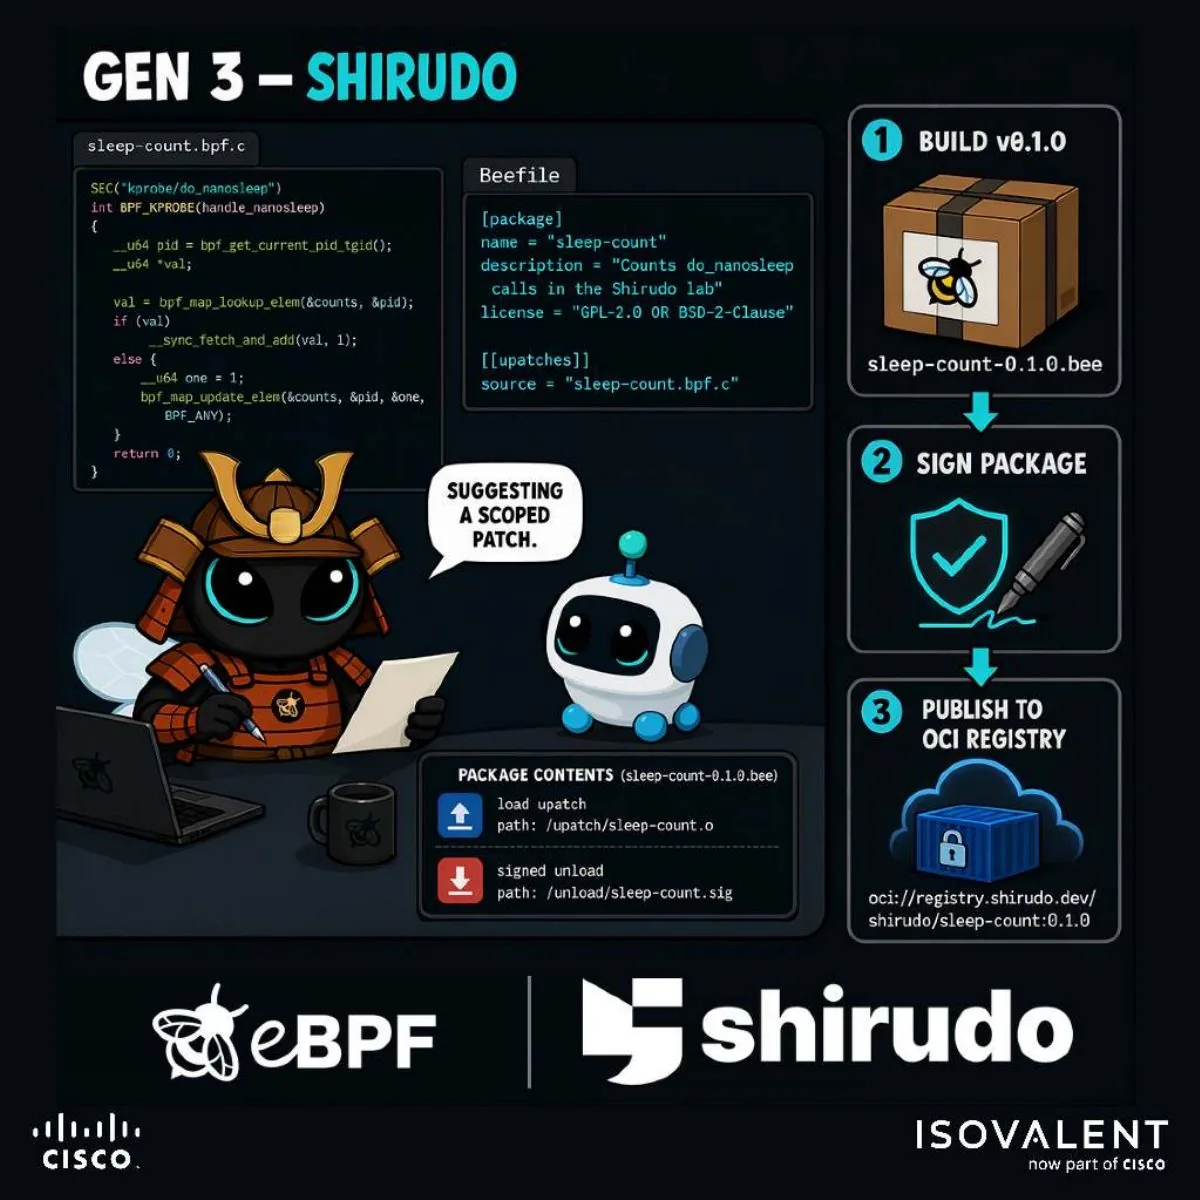 GEN 3 – SHIRUDO
sleep-count.bpf.c
SEC("kprobe/do_nanosleep")
int BPF_KPROBE(handle_nanosleep)
{
__u64 pid = bpf_get_current_pid_tgid();
__u64 *val;
val = bpf_map_lookup_elem(&counts, &pid);
if (val)
__sync_fetch_and_add(val, 1);
else {
__u64 one = 1;
bpf_map_update_elem(&counts, &pid, &one,
BPF_ANY);
}
return 0;
}
Beefile
[package]
name = "sleep-count"
description = "Counts do_nanosleep
calls in the Shirudo lab"
license = "GPL-2.0 OR BSD-2-Clause"
[[upatches]]
source = "sleep-count.bpf.c"
SUGGESTING
A SCOPED
PATCH.
PACKAGE CONTENTS (sleep-count-0.1.0.bee)
load upatch
path: /upatch/sleep-count.o
signed unload
path: /unload/sleep-count.sig
1 BUILD v0.1.0
sleep-count-0.1.0.bee
2 SIGN PACKAGE
3 PUBLISH TO
OCI REGISTRY
oci://registry.shirudo.dev/
shirudo/sleep-count:0.1.0
eBPF
shirudo
CISCO
ISOVALENT
now part of CISCO